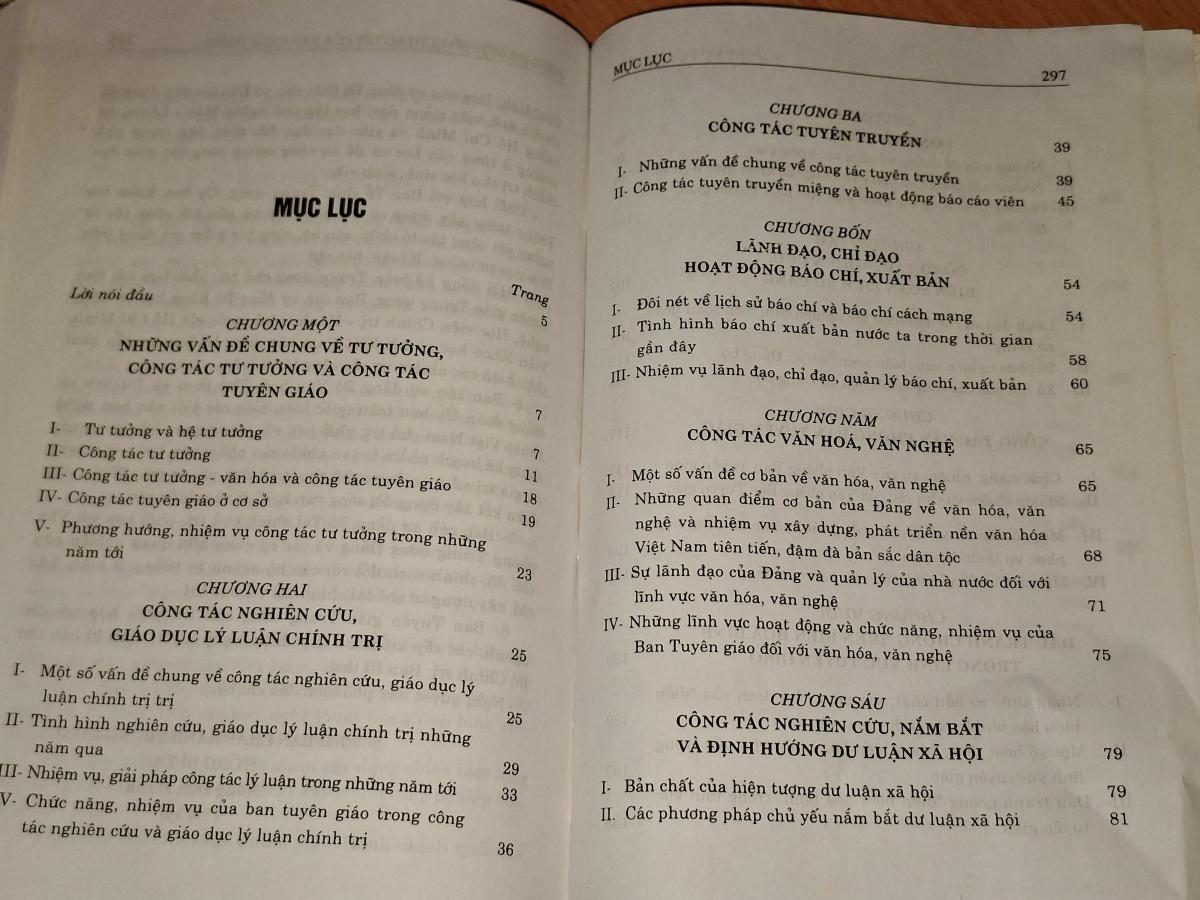 MỤC LỤC
Trang
Lời nói đầu 5
CHƯƠNG MỘT
NHỮNG VẤN ĐỀ CHUNG VỀ TƯ TƯỞNG,
CÔNG TÁC TƯ TƯỞNG VÀ CÔNG TÁC
TUYÊN GIÁO 7
I- Tư tưởng và hệ tư tưởng 7
II- Công tác tư tưởng 11
III- Công tác tư tưởng - văn hóa và công tác tuyên giáo 18
IV- Công tác tuyên giáo ở cơ sở 19
V- Phương hướng, nhiệm vụ công tác tư tưởng trong những
năm tới 23
CHƯƠNG HAI
CÔNG TÁC NGHIÊN CỨU,
GIÁO DỤC LÝ LUẬN CHÍNH TRỊ 25
I- Một số vấn đề chung về công tác nghiên cứu, giáo dục lý
luận chính trị trị 25
II- Tình hình nghiên cứu, giáo dục lý luận chính trị những
năm qua 29
III- Nhiệm vụ, giải pháp công tác lý luận trong những năm tới 33
V- Chức năng, nhiệm vụ của ban tuyên giáo trong công
tác nghiên cứu và giáo dục lý luận chính trị 36
MỤC LỤC 297
CHƯƠNG BA
CÔNG TÁC TUYÊN TRUYỀN 39
I- Những vấn đề chung về công tác tuyên truyền 39
II- Công tác tuyên truyền miệng và hoạt động báo cáo viên 45
CHƯƠNG BỐN
LÃNH ĐẠO, CHỈ ĐẠO
HOẠT ĐỘNG BÁO CHÍ, XUẤT BẢN 54
I- Đôi nét về lịch sử báo chí và báo chí cách mạng 54
II- Tình hình báo chí xuất bản nước ta trong thời gian
gần đây 58
III- Nhiệm vụ lãnh đạo, chỉ đạo, quản lý báo chí, xuất bản 60
CHƯƠNG NĂM
CÔNG TÁC VĂN HOÁ, VĂN NGHỆ 65
I- Một số vấn đề cơ bản về văn hóa, văn nghệ 65
II- Những quan điểm cơ bản của Đảng về văn hóa, văn
nghệ và nhiệm vụ xây dựng, phát triển nền văn hóa
Việt Nam tiên tiến, đậm đà bản sắc dân tộc 68
III- Sự lãnh đạo của Đảng và quản lý của nhà nước đối với
lĩnh vực văn hóa, văn nghệ 71
IV- Những lĩnh vực hoạt động và chức năng, nhiệm vụ của
Ban Tuyên giáo đối với văn hóa, văn nghệ 75
CHƯƠNG SÁU
CÔNG TÁC NGHIÊN CỨU, NẮM BẮT
VÀ ĐỊNH HƯỚNG DƯ LUẬN XÃ HỘI 79
I- Bản chất của hiện tượng dư luận xã hội 79
II. Các phương pháp chủ yếu nắm bắt dư luận xã hội 81